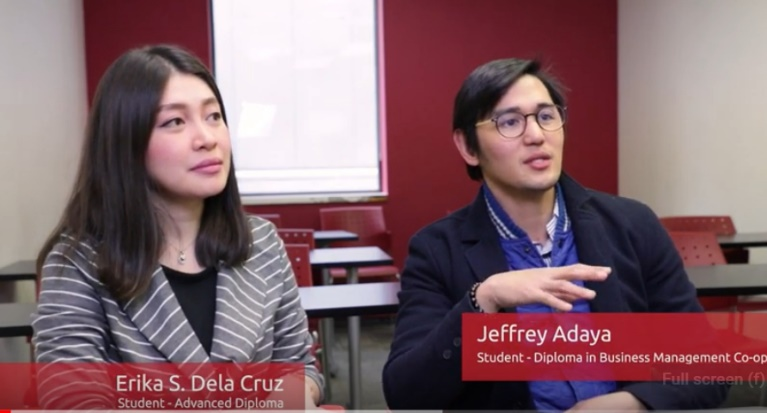 Jeffrey Adaya
Student - Diploma in Business Management Co-op
Full screen (f)
Erika S. Dela Cruz
Student - Advanced Diploma